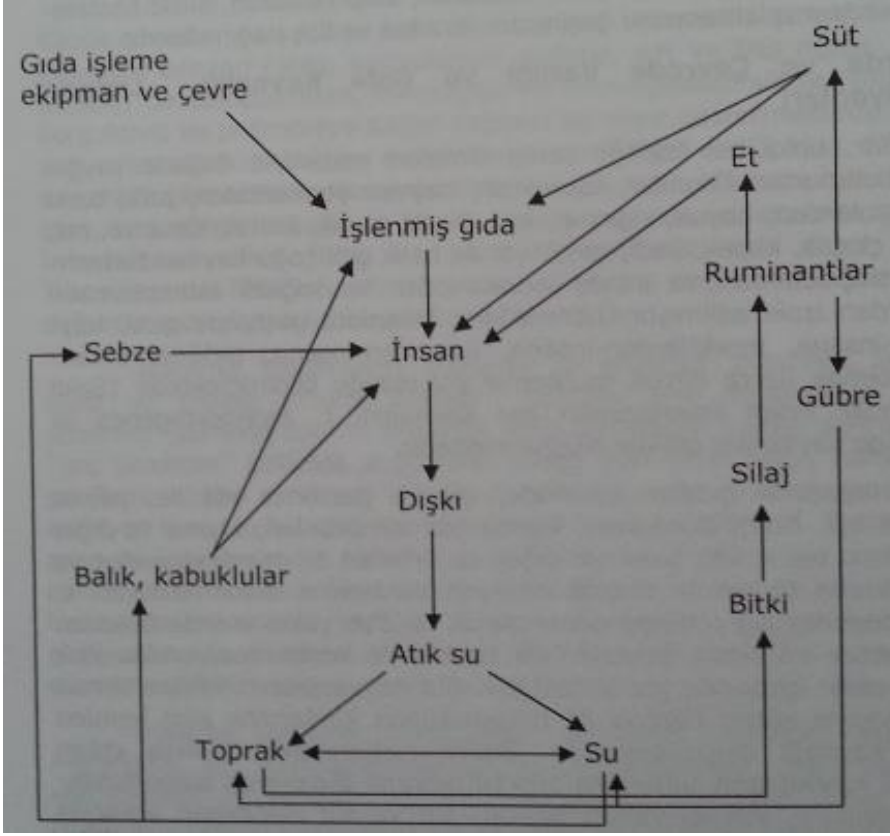 Süt
Gıda işleme
ekipman ve çevre
Et
İşlenmiş gıda
Ruminantlar
Sebze
İnsan
Gübre
Silaj
Dışkı
Balık, kabuklular
Bitki
Atık su
Toprak
Su